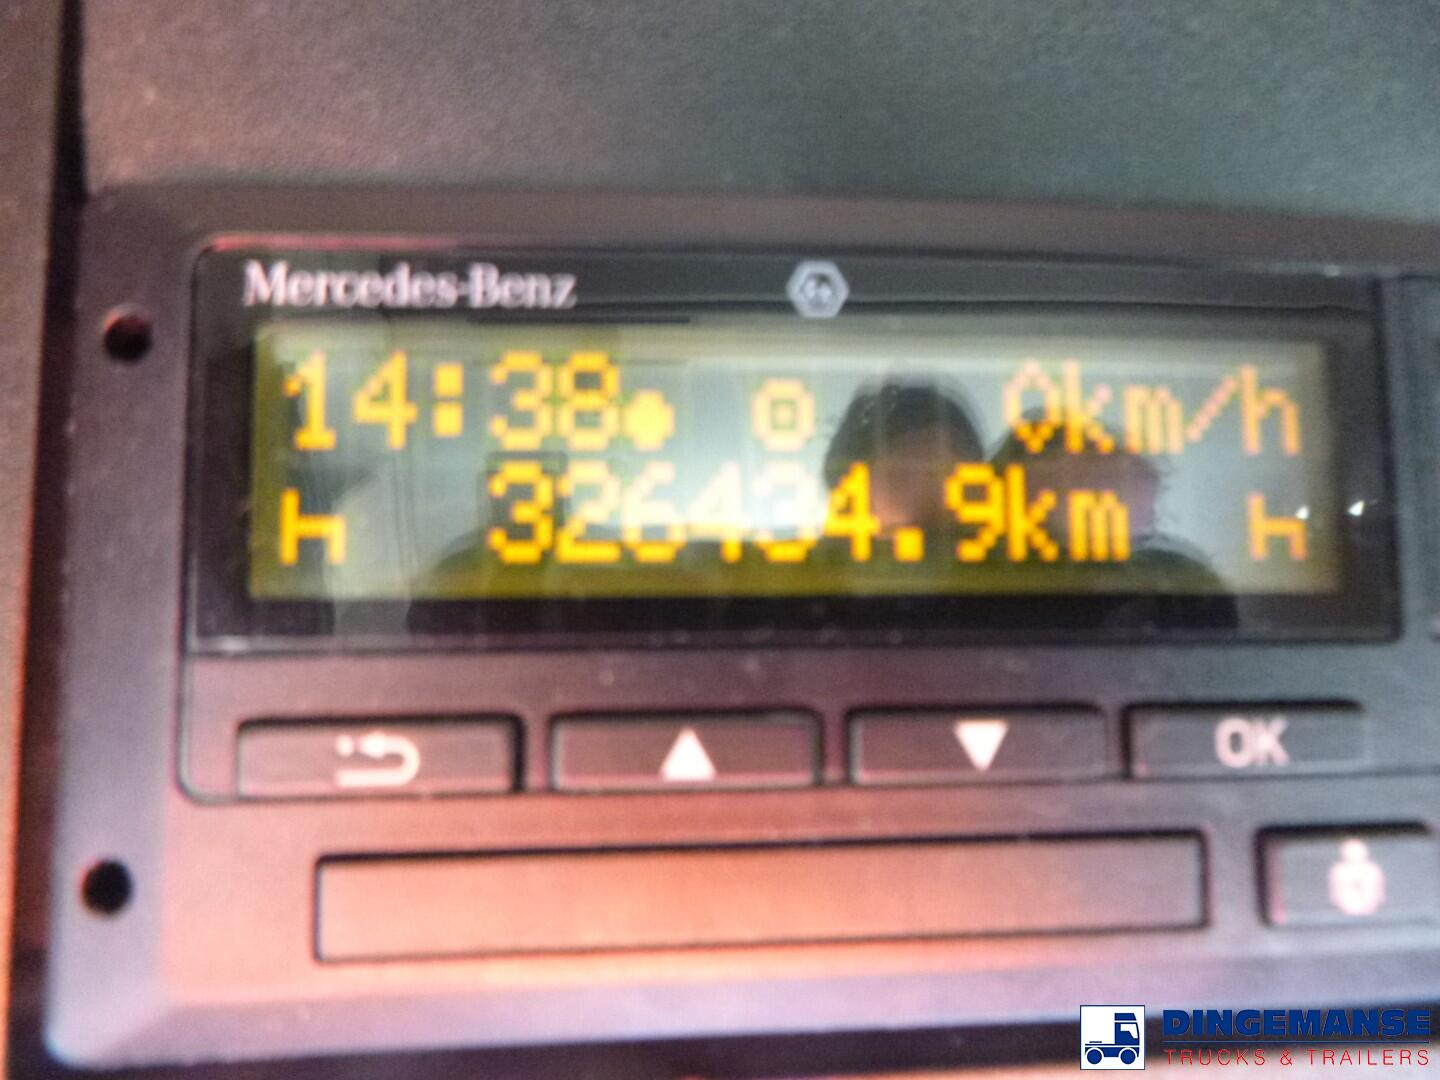 Mercedes-Benz
14:38 0km/h
h 326434.9km h
OK
DINGEMANSE
TRUCKS & TRAILERS